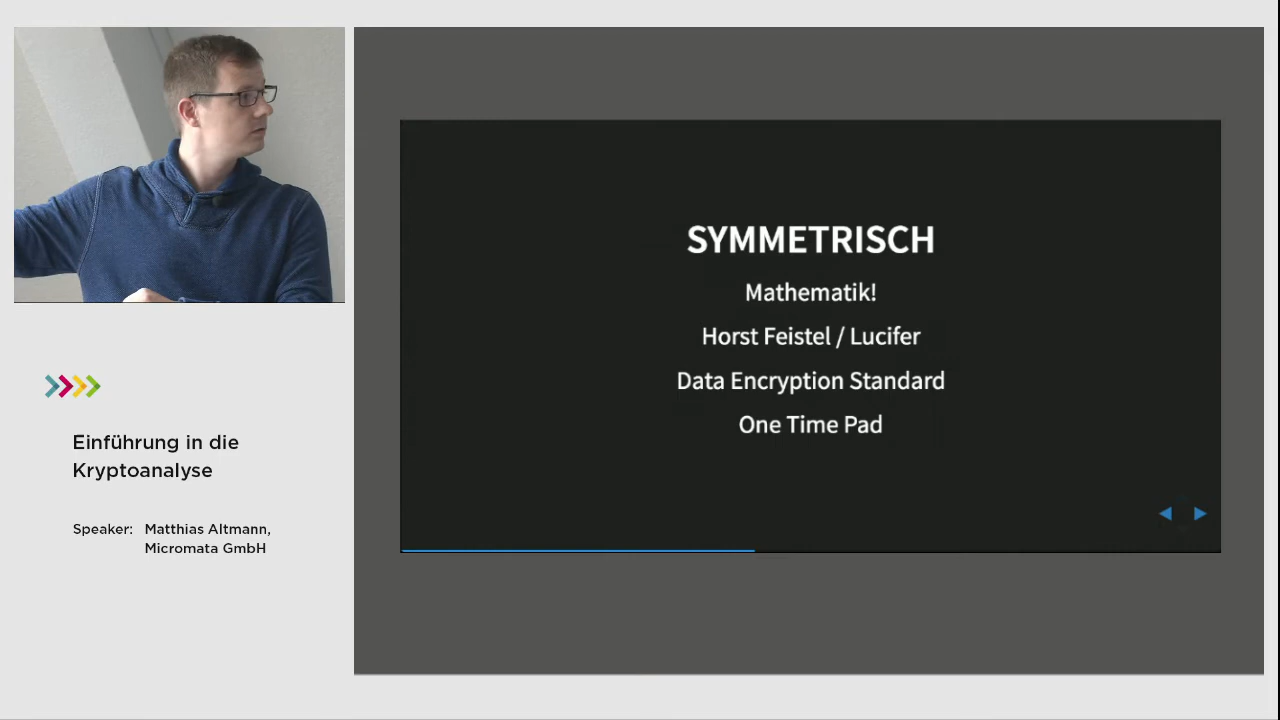 SYMMETRISCH
Mathematik!
Horst Feistel / Lucifer
Data Encryption Standard
One Time Pad
Einführung in die
Kryptoanalyse
Speaker: Matthias Altmann,
Micromata GmbH